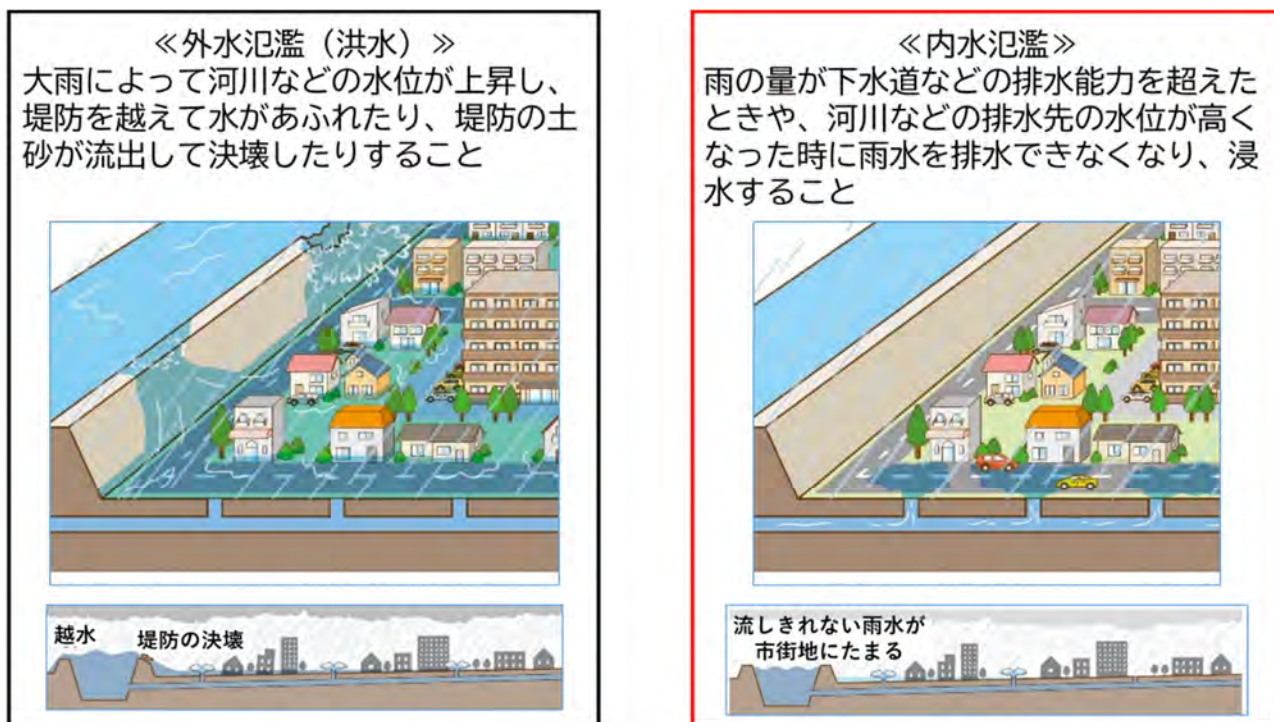 ≪外水氾濫（洪水）≫
大雨によって河川などの水位が上昇し、
堤防を越えて水があふれたり、堤防の土
砂が流出して決壊したりすること
越水
堤防の決壊
≪内水氾濫≫
雨の量が下水道などの排水能力を超えた
ときや、河川などの排水先の水位が高く
なった時に雨水を排水できなくなり、浸
水すること
流しきれない雨水が
市街地にたまる